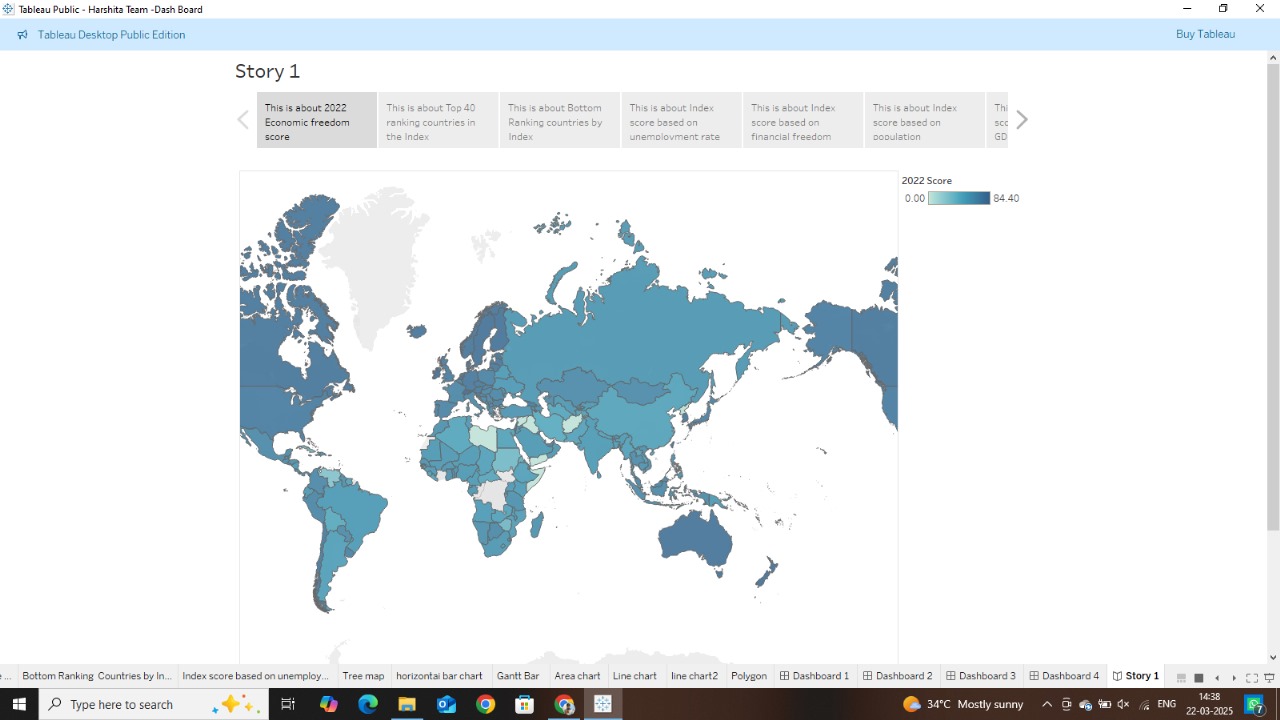 Tableau Public - Harshita Team -Dash Board
Tableau Desktop Public Edition
Buy Tableau
Story 1
This is about 2022
Economic freedom
score
This is about Top 40
ranking countries in
the Index
This is about Bottom
Ranking countries by
Index
This is about Index
score based on
unemployment rate
This is about Index
score based on
financial freedom
This is about Index
score based on
population
Thi
sco
GD
2022 Score
0.00
84.40
e ...
Bottom Ranking Countries by In...
Index score based on unemploy...
Tree map
horizontai bar chart
Gantt Bar
Area chart
Line chart
line chart2
Polygon
Dashboard 1
Dashboard 2
Dashboard 3
Dashboard 4
Story 1
Type here to search
34°C Mostly sunny
ENG
14:38
22-03-2025
7